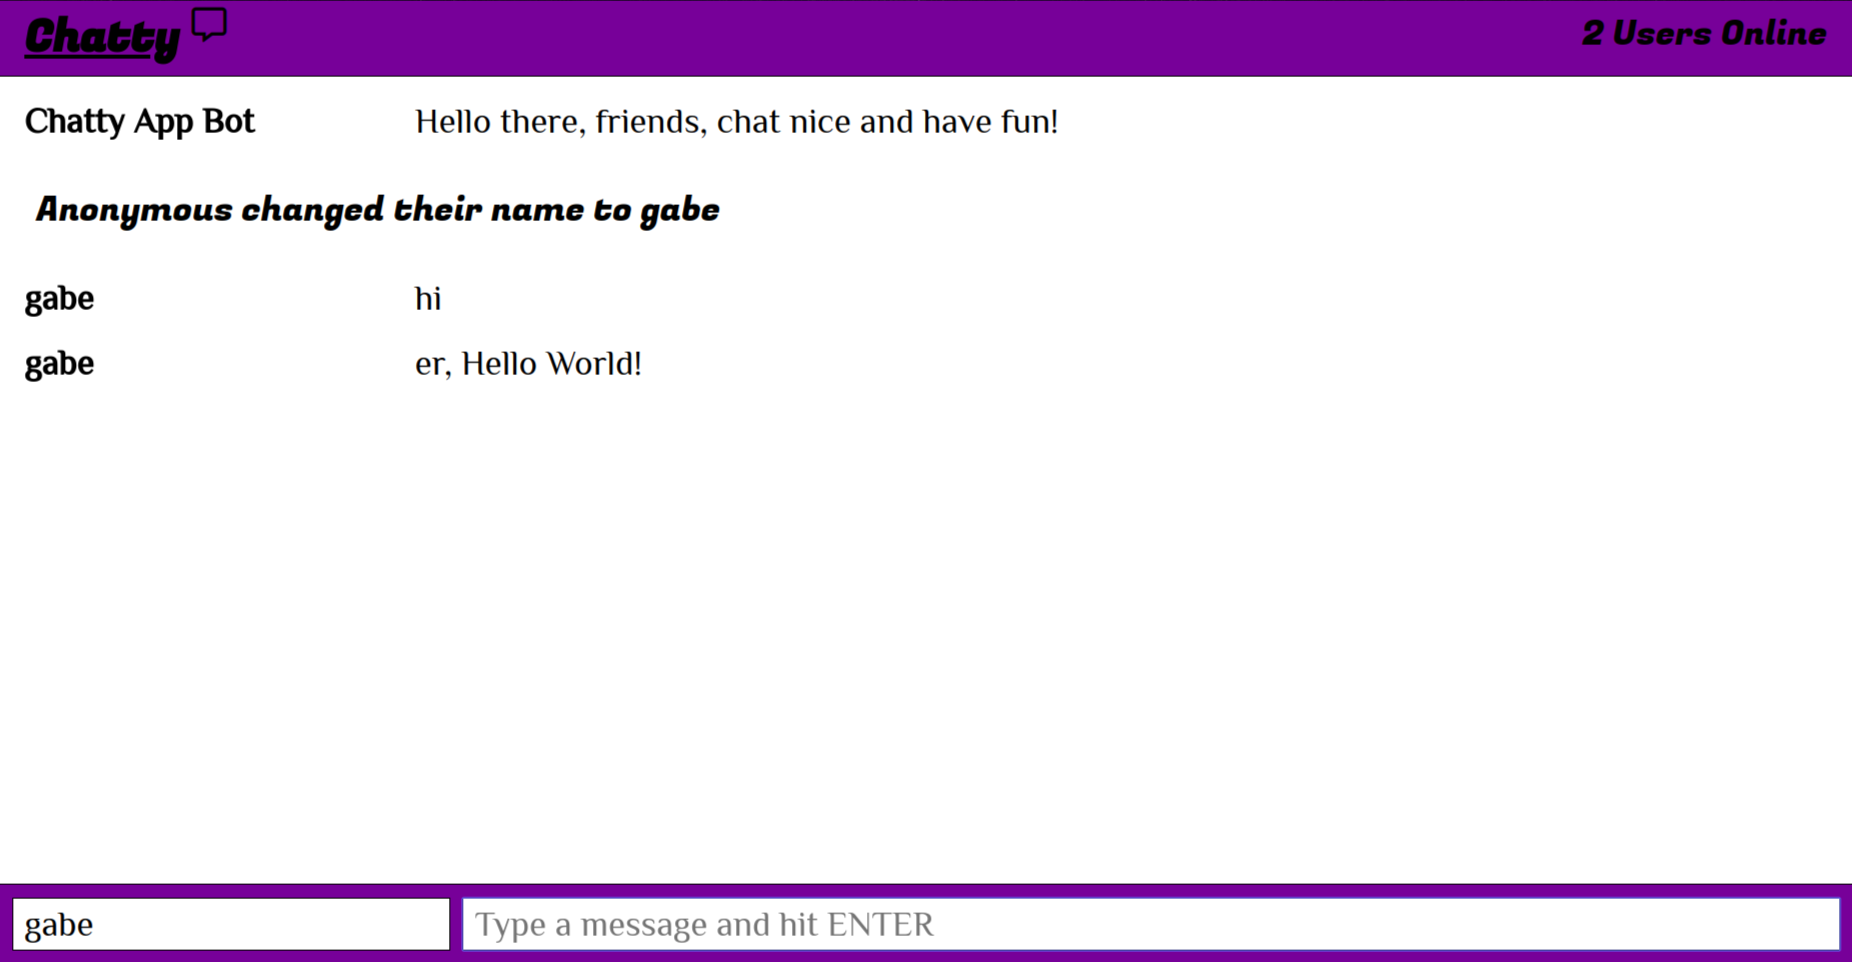 Chatty 2 Users Online
Chatty App Bot Hello there, friends, chat nice and have fun!
Anonymous changed their name to gabe
gabe hi
gabe er, Hello World!
gabe Type a message and hit ENTER